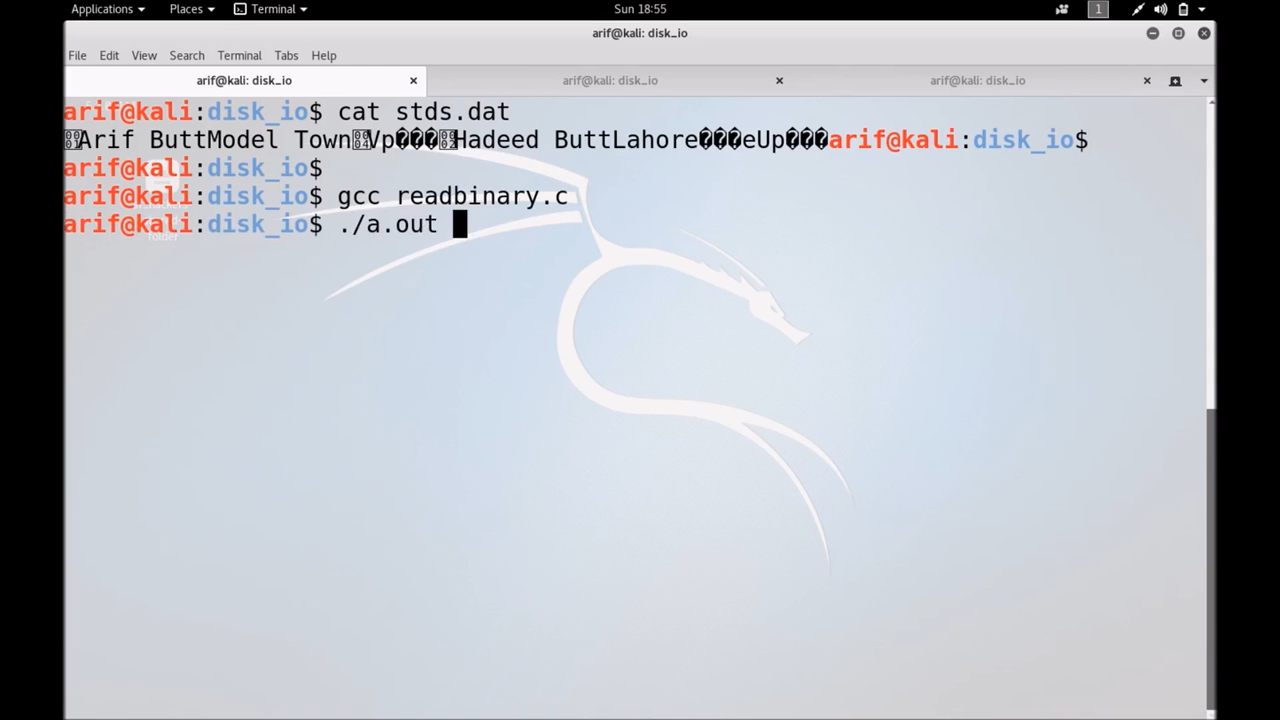 Applications Places Terminal Sun 18:55 1
arif@kali: disk_io
File Edit View Search Terminal Tabs Help
arif@kali: disk_io arif@kali: disk_io arif@kali: disk_io
arif@kali:disk_io$ cat stds.dat
Arif ButtModel TownVp���Hadeed ButtLahore���eUp���arif@kali:disk_io$
arif@kali:disk_io$
arif@kali:disk_io$ gcc readbinary.c
arif@kali:disk_io$ ./a.out